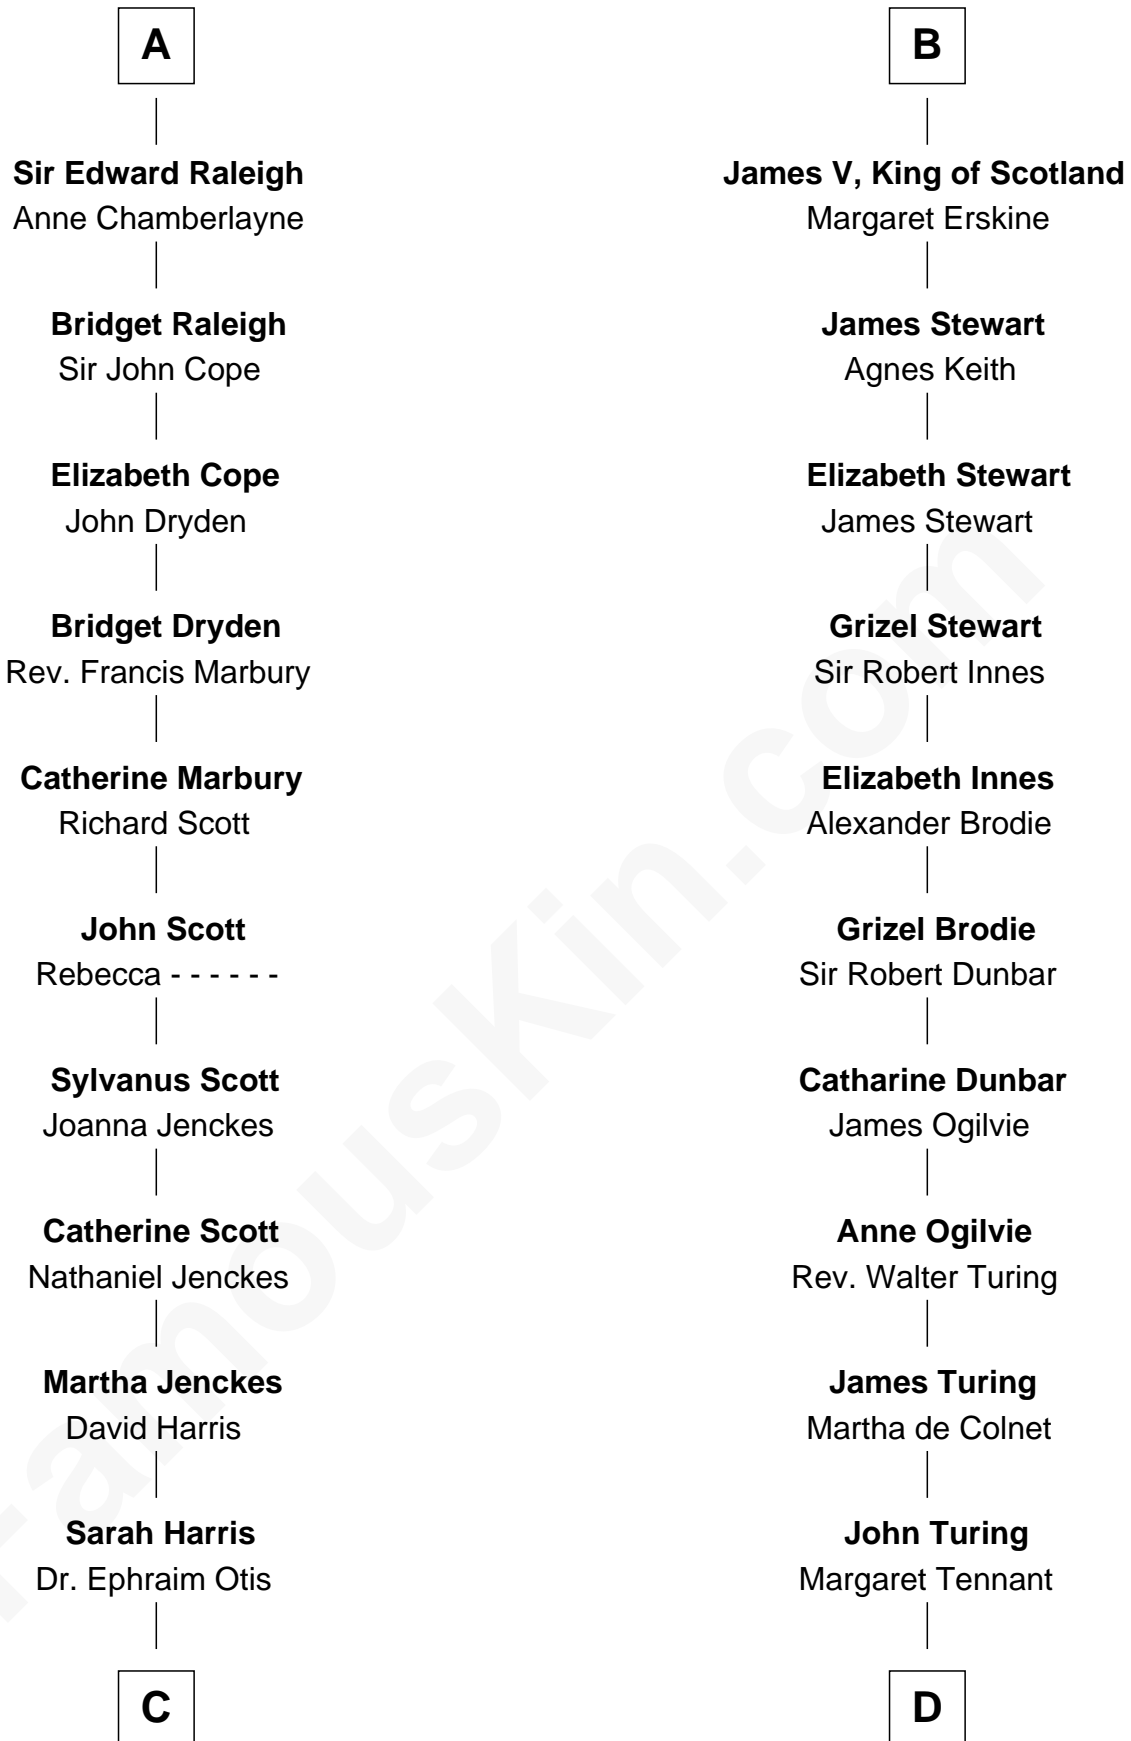 A
Sir Edward Raleigh
Anne Chamberlayne
Bridget Raleigh
Sir John Cope
Elizabeth Cope
John Dryden
Bridget Dryden
Rev. Francis Marbury
Catherine Marbury
Richard Scott
John Scott
Rebecca - - - - - -
Sylvanus Scott
Joanna Jenckes
Catherine Scott
Nathaniel Jenckes
Martha Jenckes
David Harris
Sarah Harris
Dr. Ephraim Otis
C
B
James V, King of Scotland
Margaret Erskine
James Stewart
Agnes Keith
Elizabeth Stewart
James Stewart
Grizel Stewart
Sir Robert Innes
Elizabeth Innes
Alexander Brodie
Grizel Brodie
Sir Robert Dunbar
Catharine Dunbar
James Ogilvie
Anne Ogilvie
Rev. Walter Turing
James Turing
Martha de Colnet
John Turing
Margaret Tennant
D
FamousKin.com